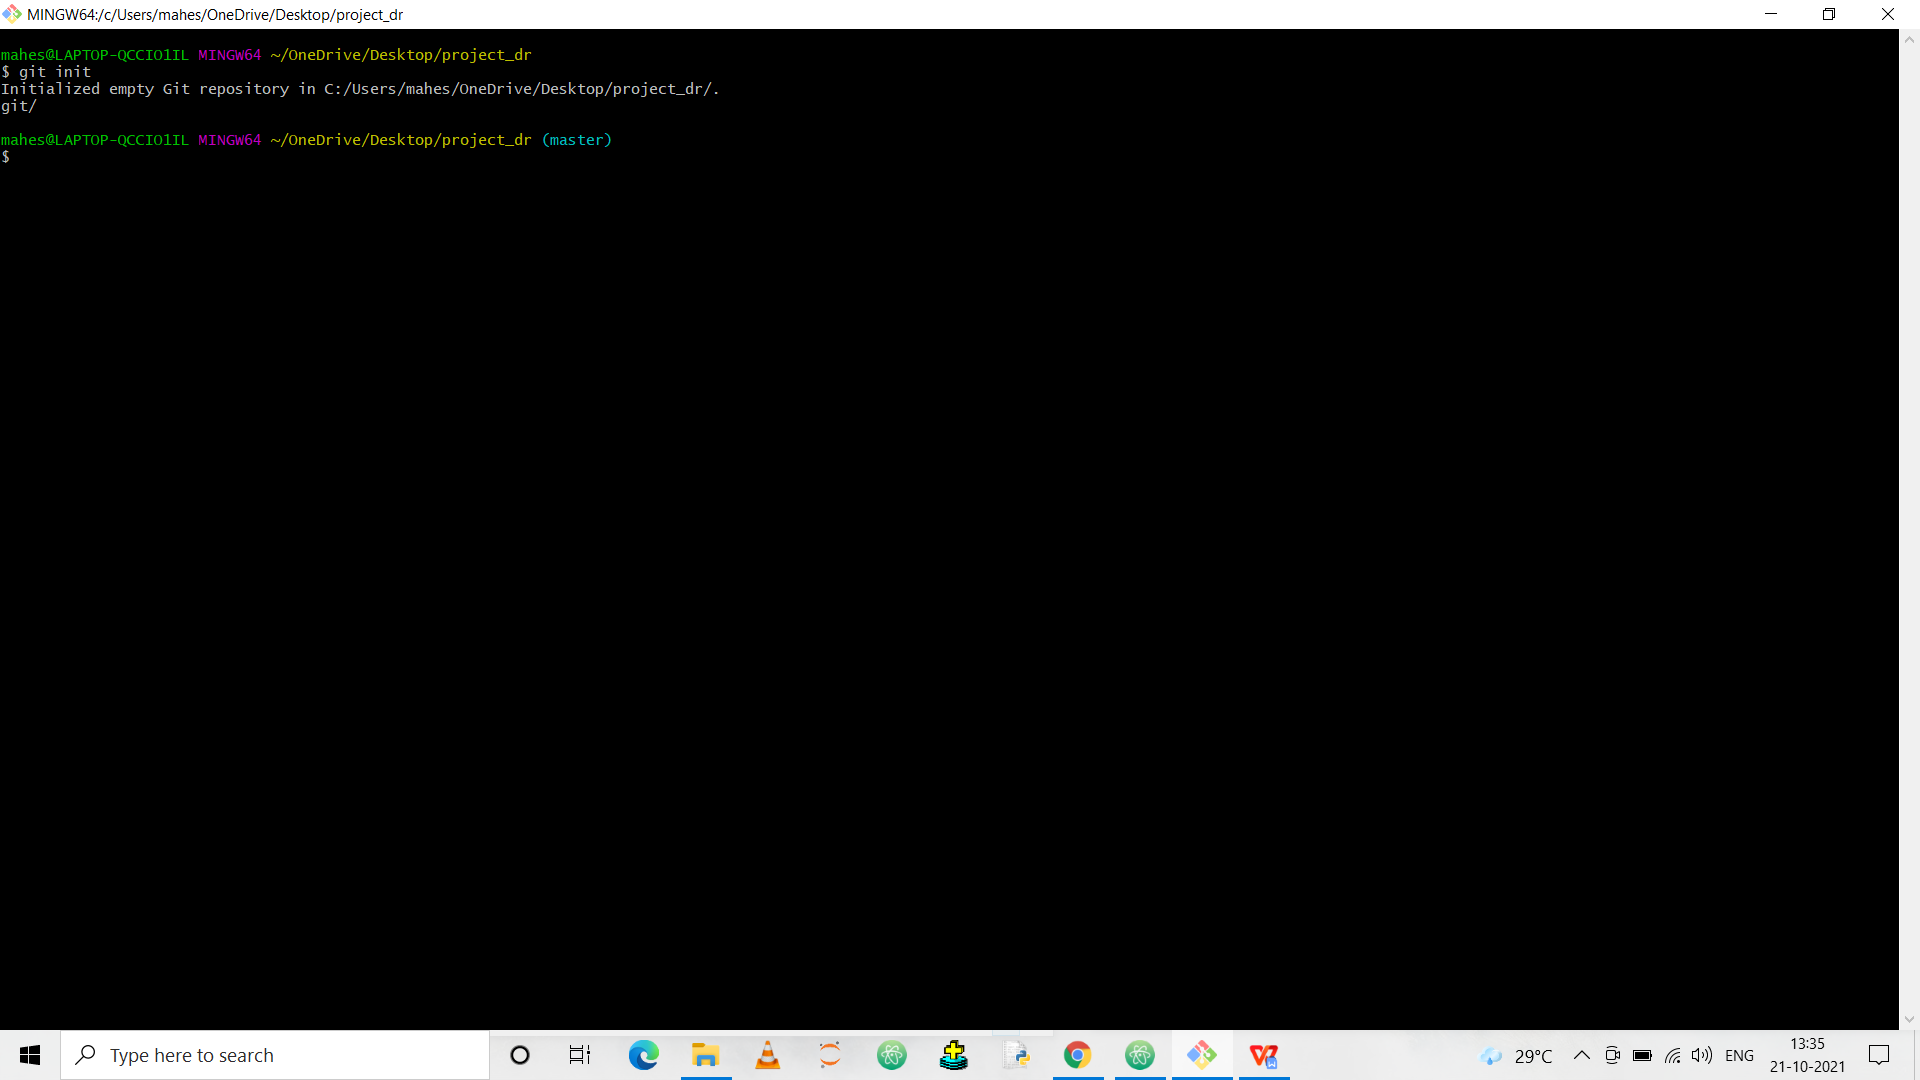 MINGW64:/c/Users/mahes/OneDrive/Desktop/project_dr
mahes@LAPTOP-QCCIO1IL MINGW64 ~/OneDrive/Desktop/project_dr
$ git init
Initialized empty Git repository in C:/Users/mahes/OneDrive/Desktop/project_dr/.
git/
mahes@LAPTOP-QCCIO1IL MINGW64 ~/OneDrive/Desktop/project_dr (master)
$
Type here to search
29°C
ENG
13:35
21-10-2021